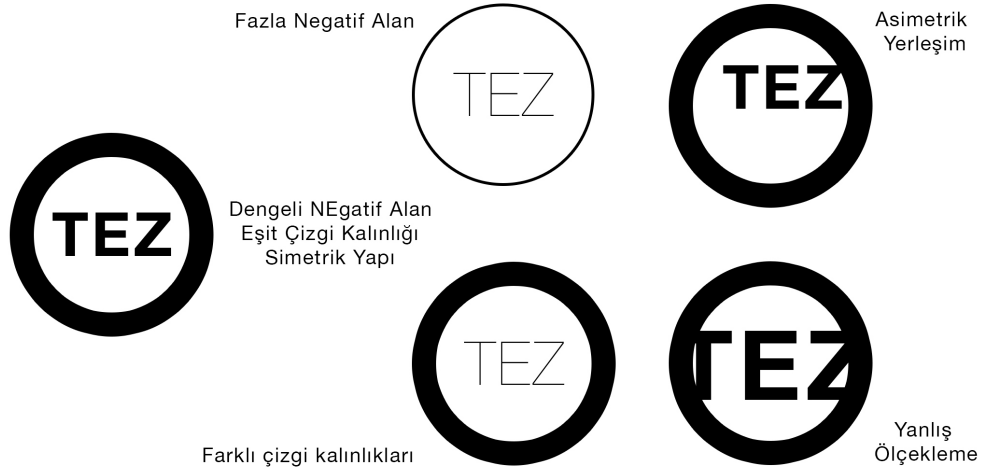 Fazla Negatif Alan
TEZ
TEZ
Asimetrik
Yerleşim
TEZ
Dengeli NEgatif Alan
Eşit Çizgi Kalınlığı
Simetrik Yapı
TEZ
Farklı çizgi kalınlıkları
TEZ
Yanlış
Ölçekleme